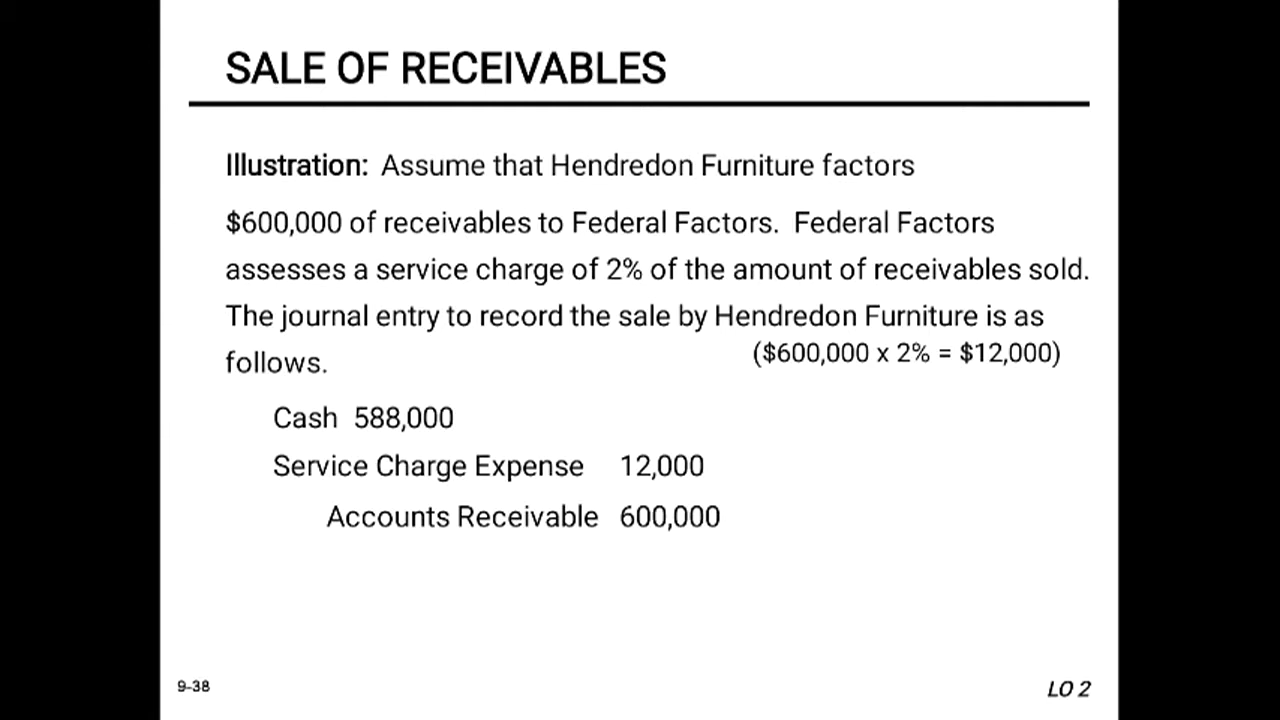 SALE OF RECEIVABLES
Illustration: Assume that Hendredon Furniture factors
$600,000 of receivables to Federal Factors. Federal Factors
assesses a service charge of 2% of the amount of receivables sold.
The journal entry to record the sale by Hendredon Furniture is as
follows.
($600,000 x 2% = $12,000)
Cash 588,000
Service Charge Expense 12,000
Accounts Receivable 600,000
9-38
LO 2